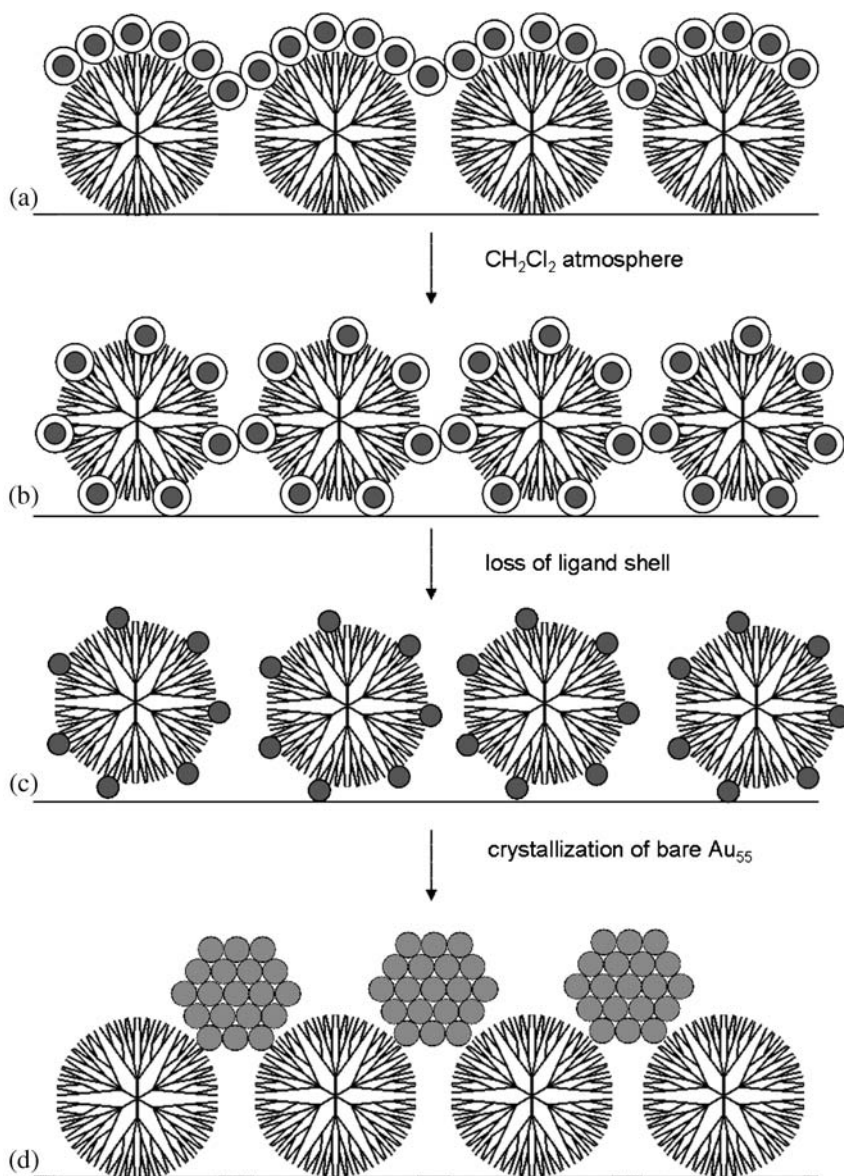 (a)
CH₂Cl₂ atmosphere
(b)
loss of ligand shell
(c)
crystallization of bare Au₅₅
(d)